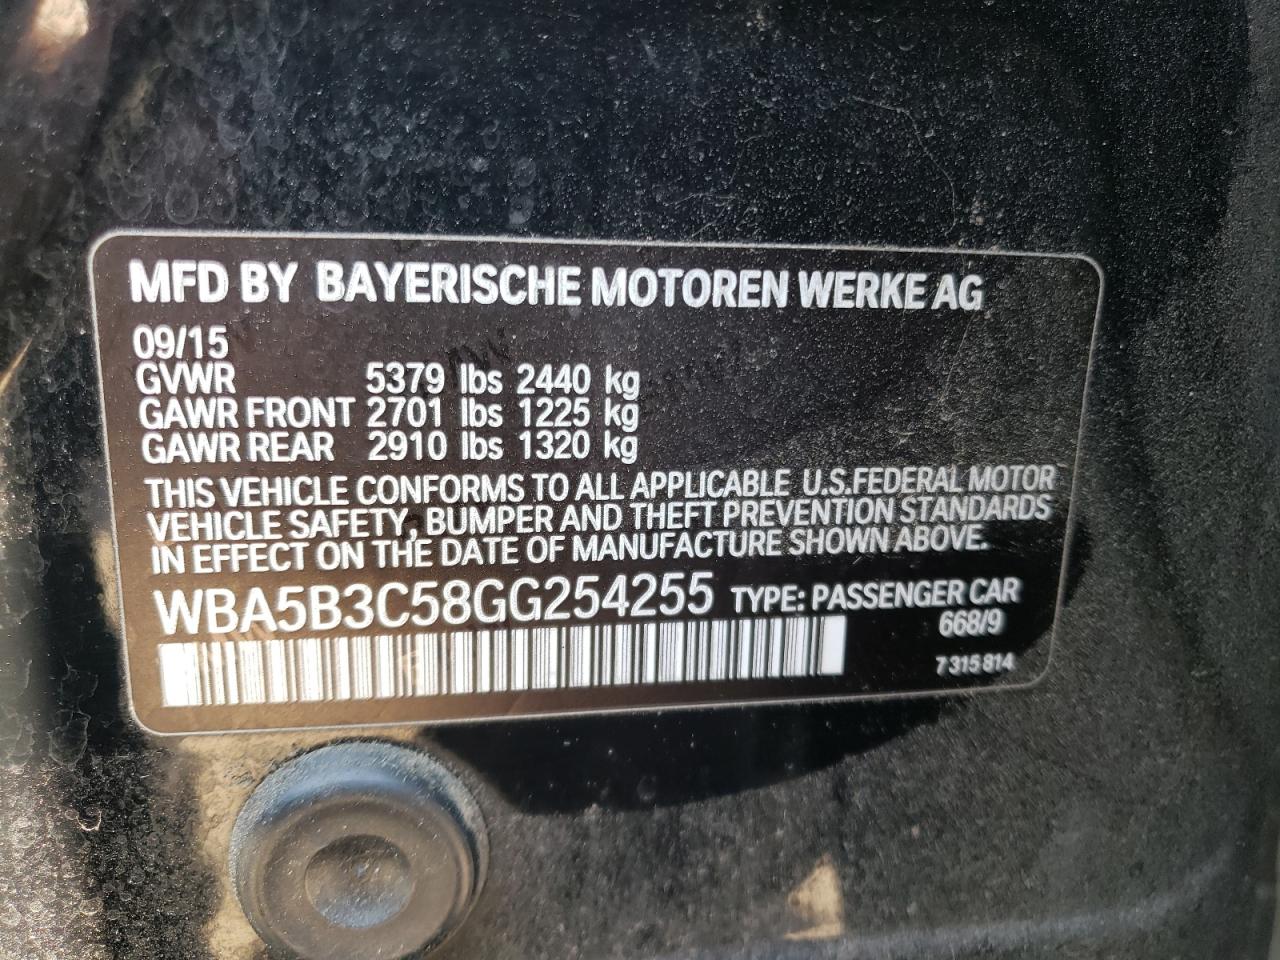 MFD BY BAYERISCHE MOTOREN WERKE AG
09/15
GVWR 5379 lbs 2440 kg
GAWR FRONT 2701 lbs 1225 kg
GAWR REAR 2910 lbs 1320 kg
THIS VEHICLE CONFORMS TO ALL APPLICABLE U.S.FEDERAL MOTOR
VEHICLE SAFETY, BUMPER AND THEFT PREVENTION STANDARDS
IN EFFECT ON THE DATE OF MANUFACTURE SHOWN ABOVE.
WBA5B3C58GG254255 TYPE: PASSENGER CAR
668/9
7 315 814